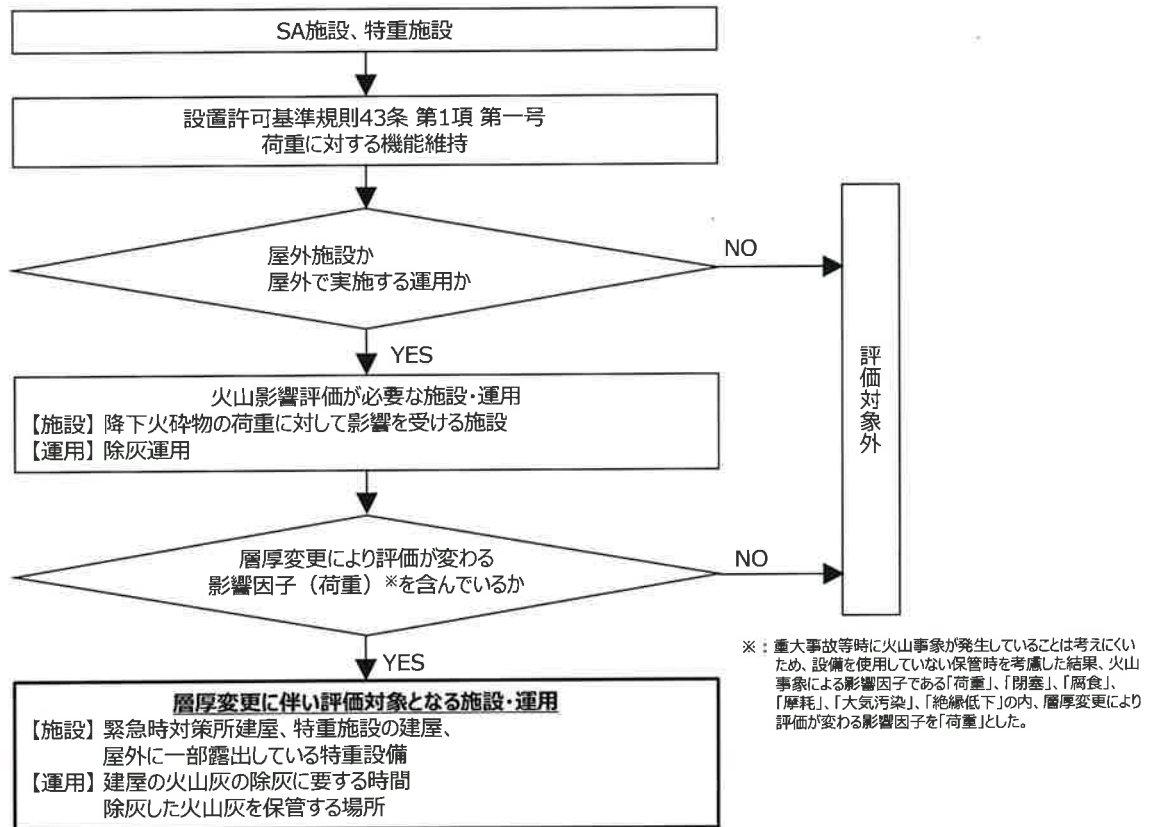 SA施設、特重施設
設置許可基準規則43条 第1項 第一号
荷重に対する機能維持
屋外施設か
屋外で実施する運用か
NO
YES
火山影響評価が必要な施設・運用
【施設】降下火砕物の荷重に対して影響を受ける施設
【運用】除灰運用
評価対象外
層厚変更により評価が変わる
影響因子（荷重）※を含んでいるか
NO
YES
層厚変更に伴い評価対象となる施設・運用
【施設】緊急時対策所建屋、特重施設の建屋、
屋外に一部露出している特重設備
【運用】建屋の火山灰の除灰に要する時間
除灰した火山灰を保管する場所
※：重大事故等時に火山事象が発生していることは考えにくい
ため、設備を使用していない保管時を考慮した結果、火山
事象による影響因子である「荷重」、「閉塞」、「腐食」、
「摩耗」、「大気汚染」、「絶縁低下」の内、層厚変更により
評価が変わる影響因子を「荷重」とした。